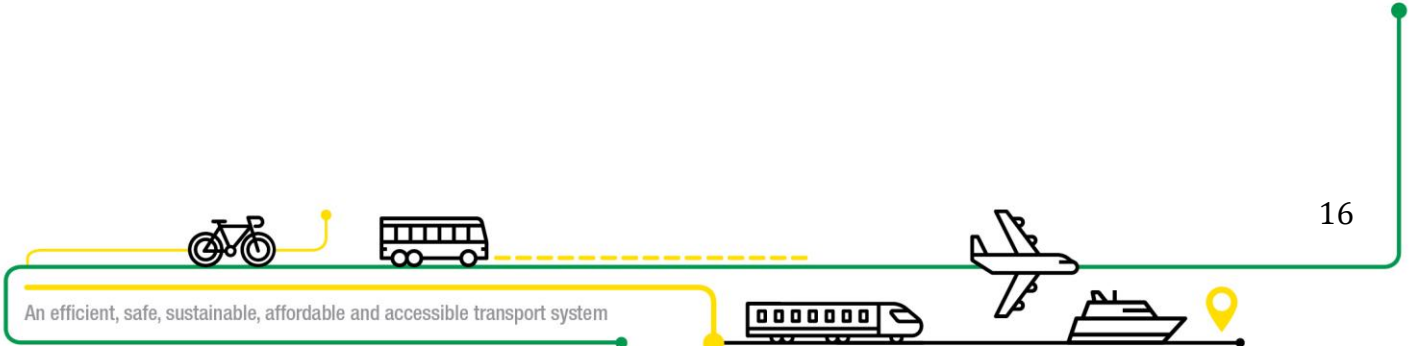 16
An efficient, safe, sustainable, affordable and accessible transport system